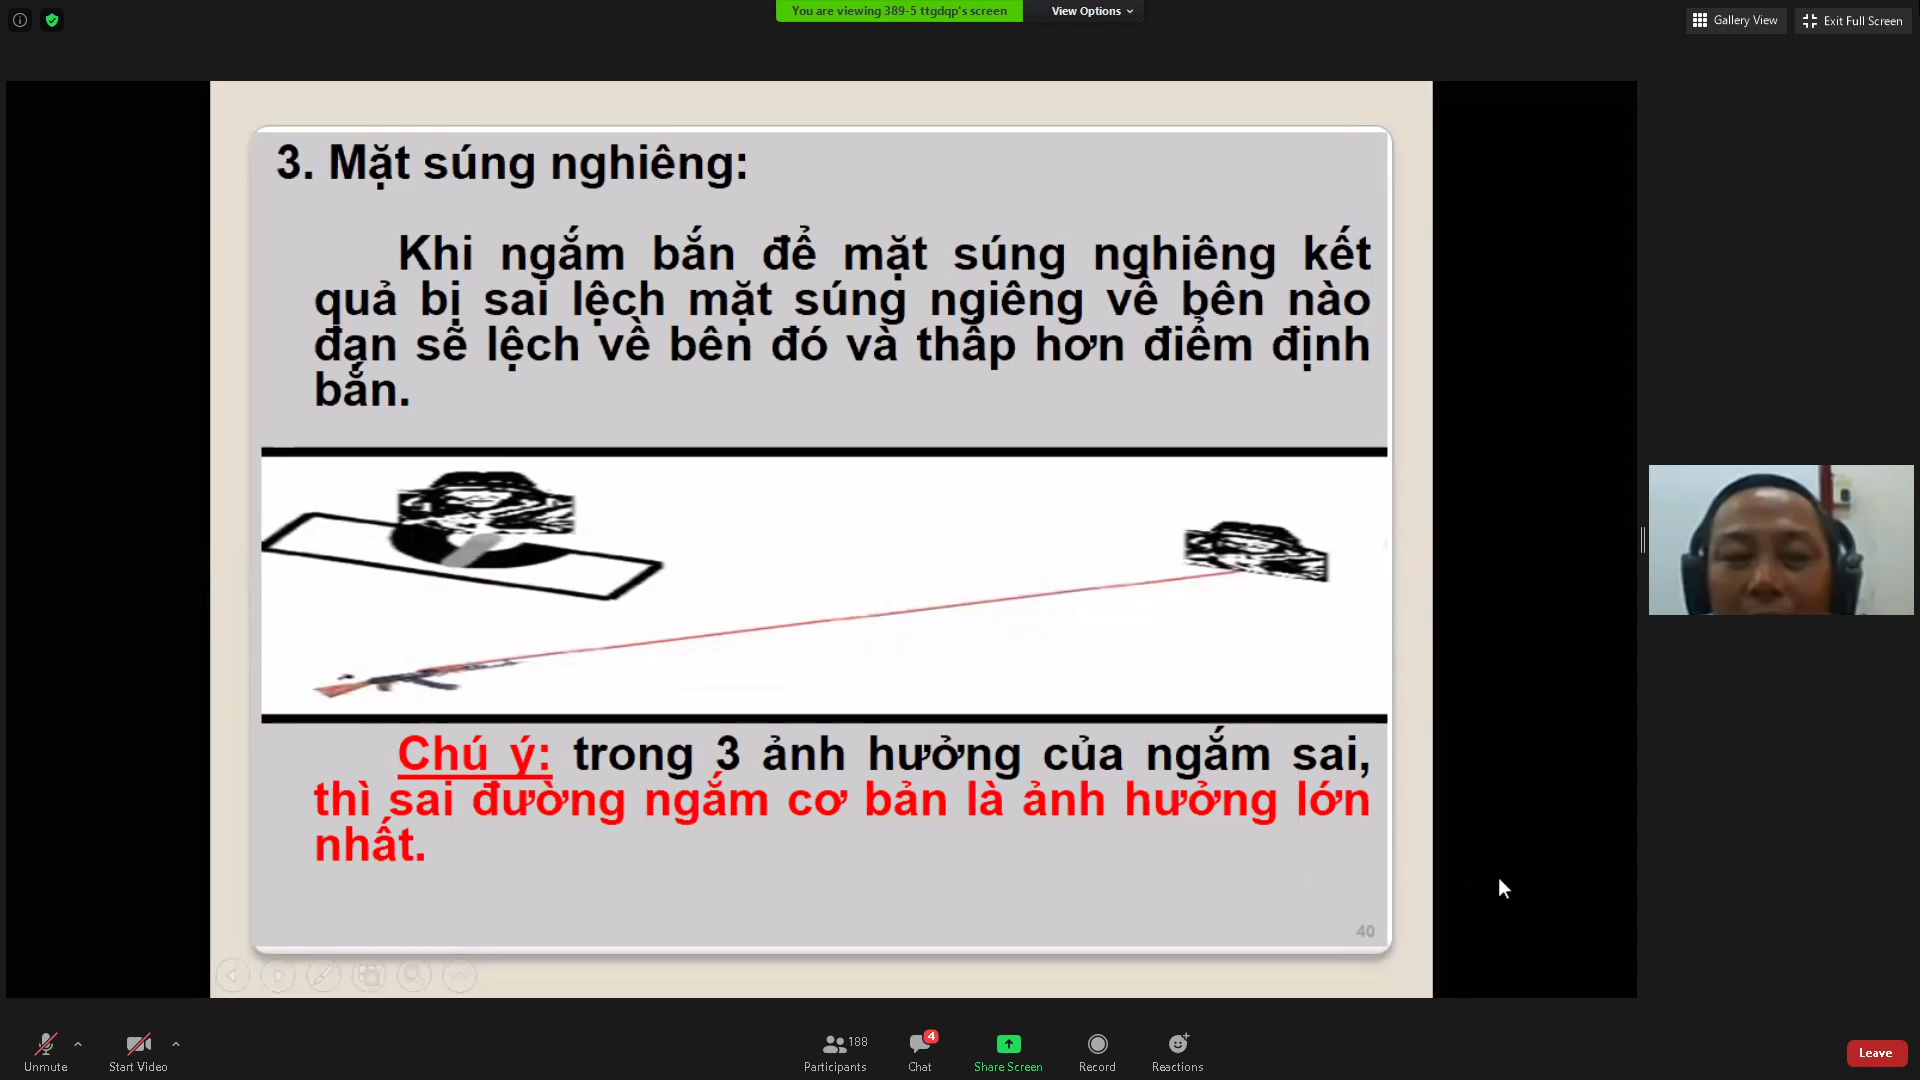 You are viewing 389-5 ttgdqp's screen
View Options
Gallery View
Exit Full Screen
3. Mặt súng nghiêng:
Khi ngắm bắn để mặt súng nghiêng kết
quả bị sai lệch mặt súng ngiêng về bên nào
đạn sẽ lệch về bên đó và thấp hơn điểm định
bắn.
Chú ý: trong 3 ảnh hưởng của ngắm sai,
thì sai đường ngắm cơ bản là ảnh hưởng lớn
nhất.
40
Unmute
Start Video
188
Participants
4
Chat
Share Screen
Record
Reactions
Leave